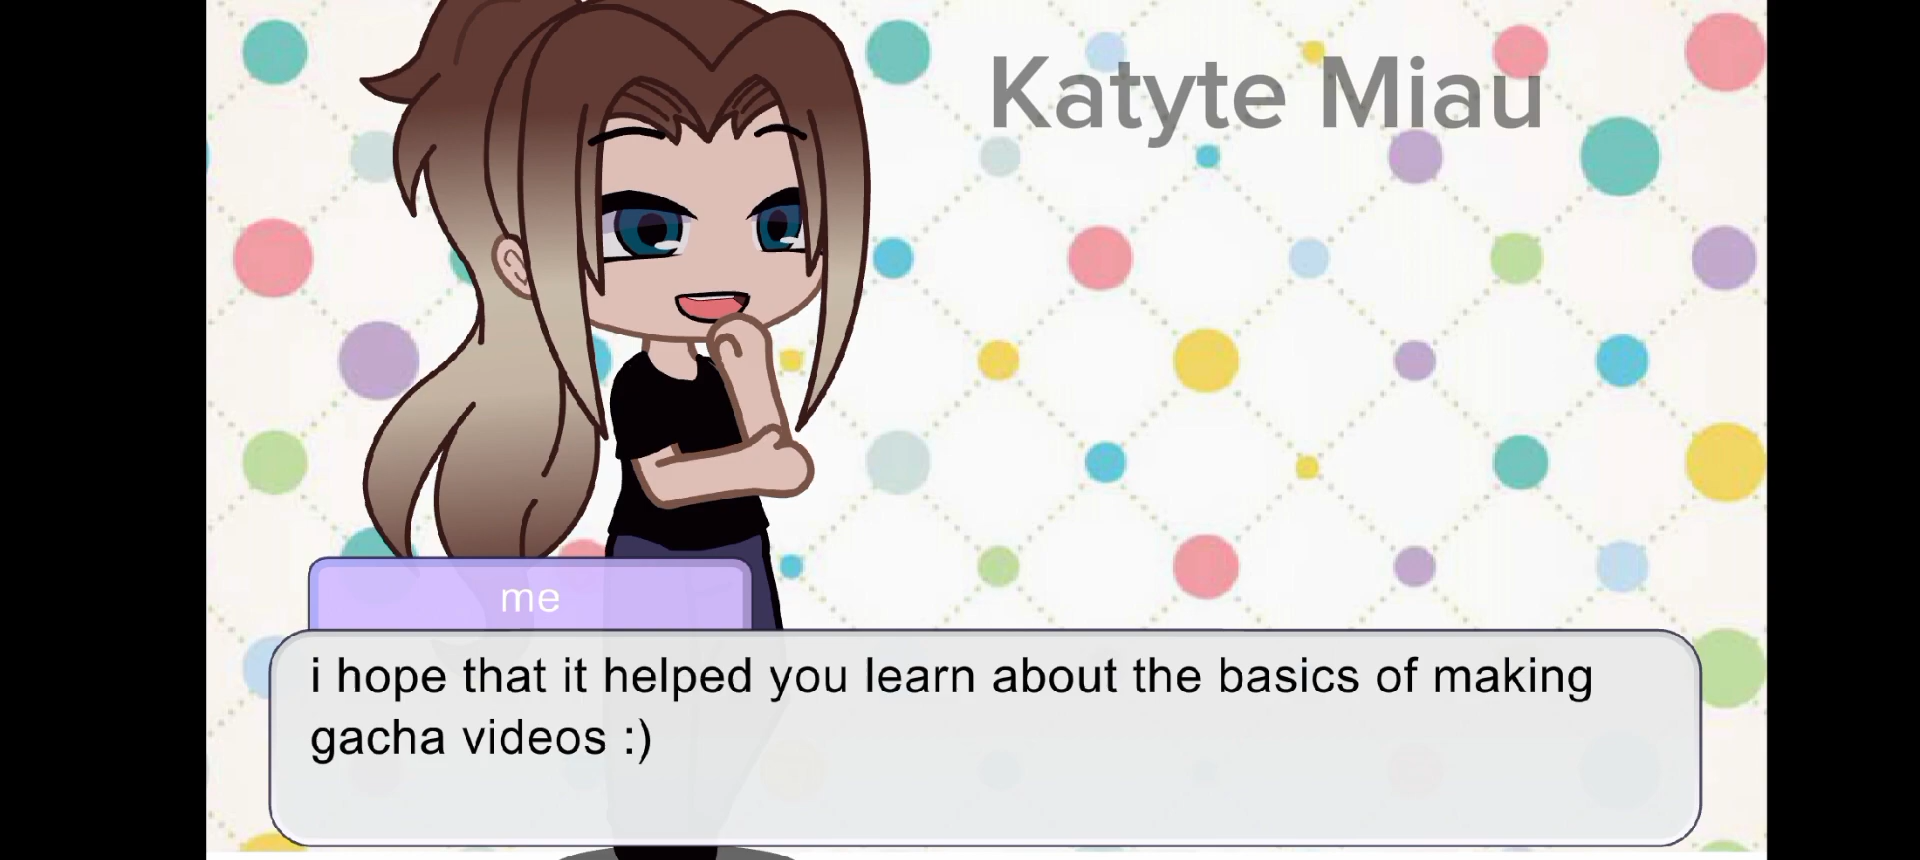 Katyte Miau
me
i hope that it helped you learn about the basics of making
gacha videos :)